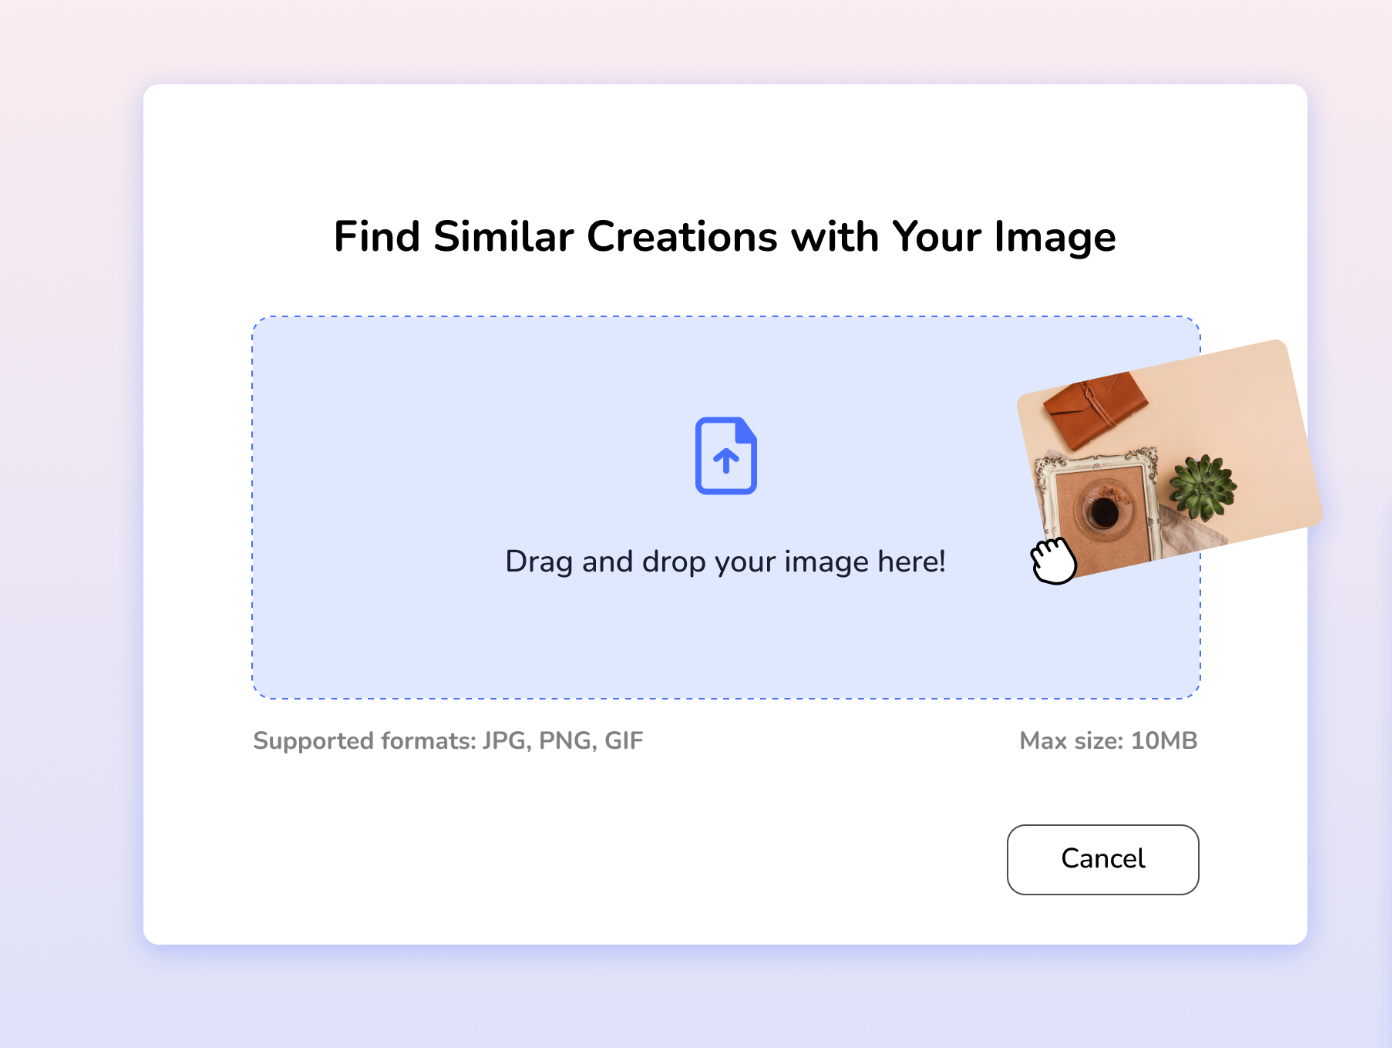 Find Similar Creations with Your Image
Drag and drop your image here!
Supported formats: JPG, PNG, GIF
Max size: 10MB
Cancel